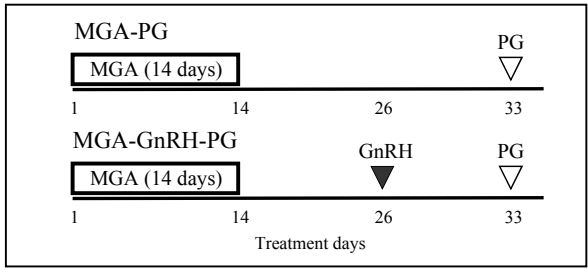 MGA-PG
PG
MGA (14 days)
1 14 26 33
MGA-GnRH-PG
GnRH PG
MGA (14 days)
1 14 26 33
Treatment days